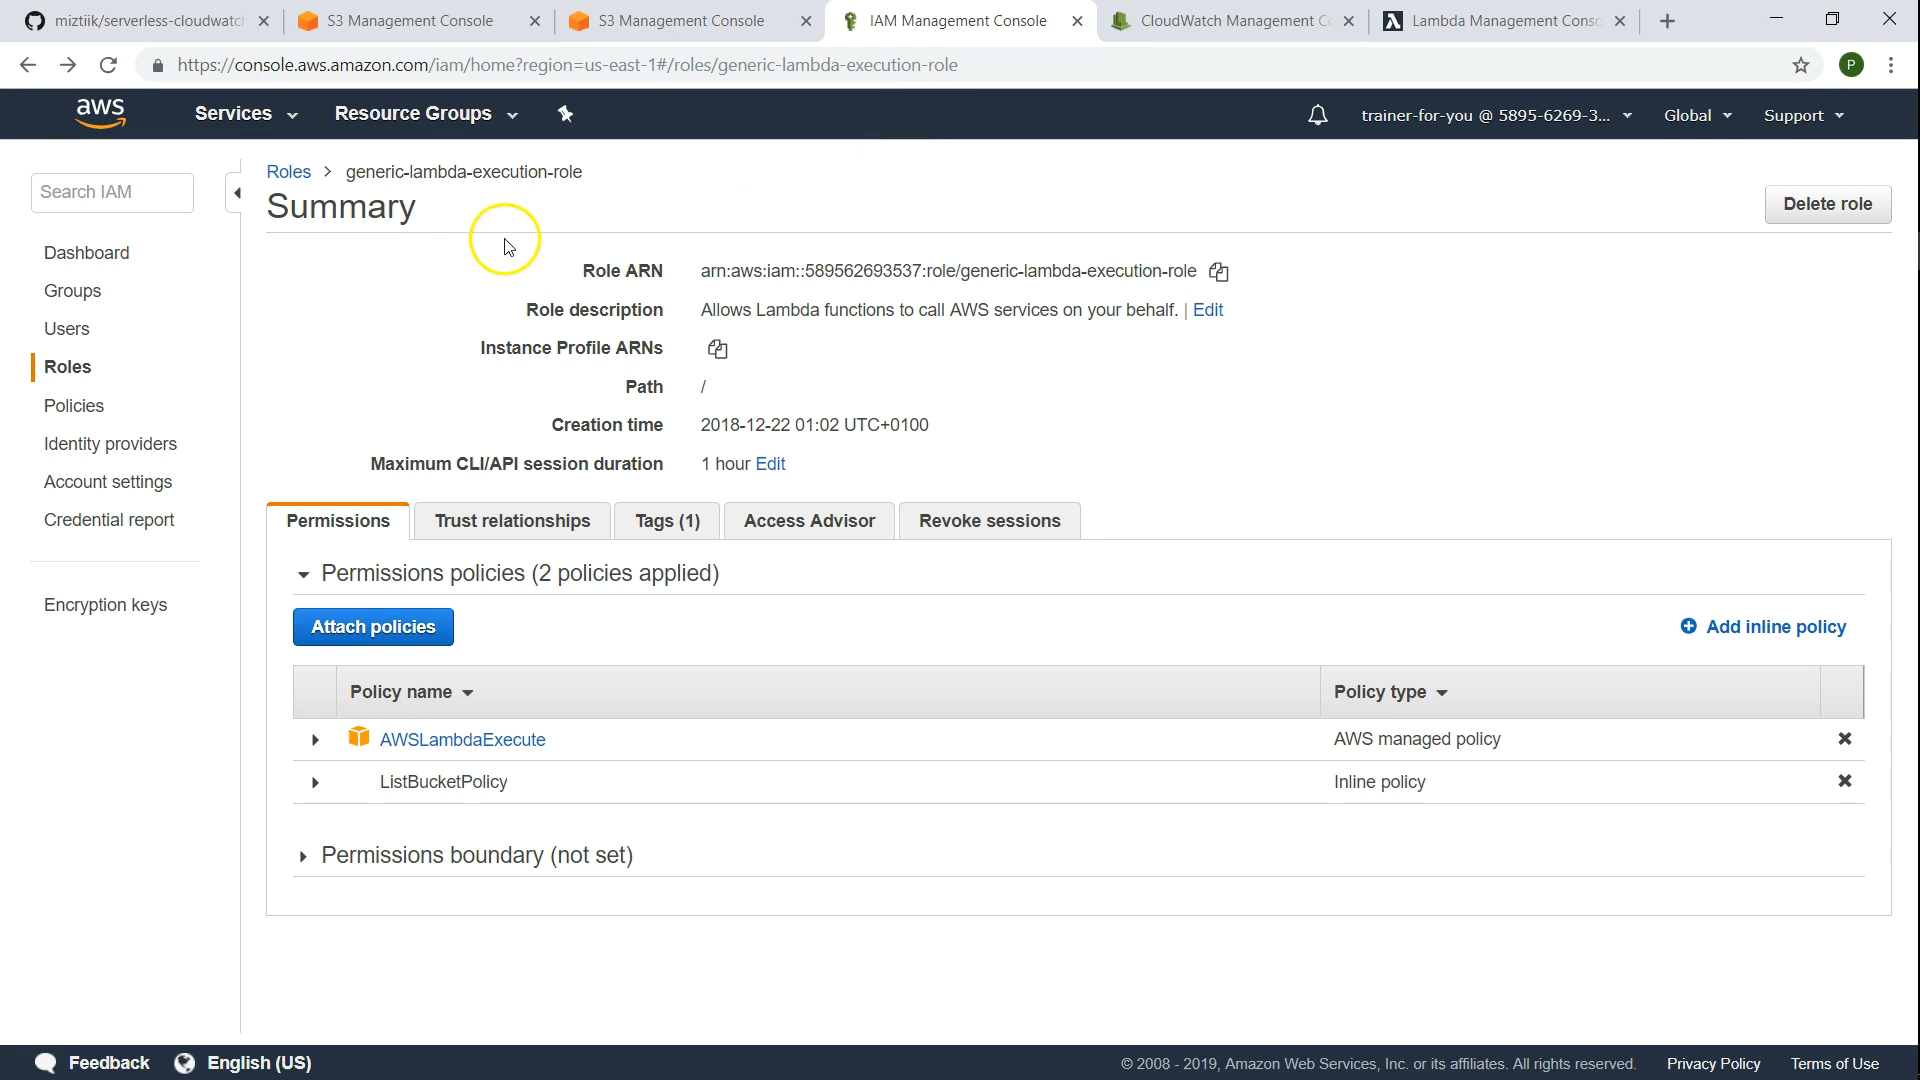 miztiik/serverless-cloudwatch
S3 Management Console
S3 Management Console
IAM Management Console
CloudWatch Management C
Lambda Management Conso
https://console.aws.amazon.com/iam/home?region=us-east-1#/roles/generic-lambda-execution-role
P
aws
Services
Resource Groups
trainer-for-you @ 5895-6269-3...
Global
Support
Search IAM
Dashboard
Groups
Users
Roles
Policies
Identity providers
Account settings
Credential report
Encryption keys
Roles > generic-lambda-execution-role
Summary
Delete role
Role ARN arn:aws:iam::589562693537:role/generic-lambda-execution-role
Role description Allows Lambda functions to call AWS services on your behalf. | Edit
Instance Profile ARNs
Path /
Creation time 2018-12-22 01:02 UTC+0100
Maximum CLI/API session duration 1 hour Edit
Permissions
Trust relationships
Tags (1)
Access Advisor
Revoke sessions
Permissions policies (2 policies applied)
Attach policies
Add inline policy
Policy name Policy type
AWSLambdaExecute AWS managed policy
ListBucketPolicy Inline policy
Permissions boundary (not set)
Feedback
English (US)
© 2008 - 2019, Amazon Web Services, Inc. or its affiliates. All rights reserved.
Privacy Policy
Terms of Use